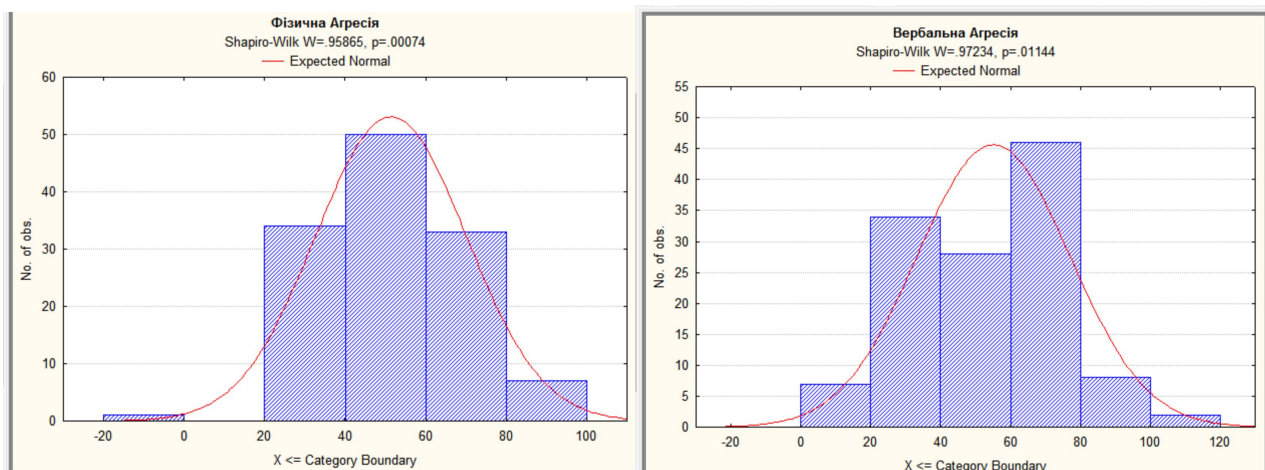 Фізична Агресія
Shapiro-Wilk W=.95865, p=.00074
Expected Normal
60
50
40
30
20
10
0
No. of obs.
-20 0 20 40 60 80 100
X <= Category Boundary
Вербальна Агресія
Shapiro-Wilk W=.97234, p=.01144
Expected Normal
55
50
45
40
35
30
25
20
15
10
5
0
No. of obs.
-20 0 20 40 60 80 100 120
X <= Category Boundary